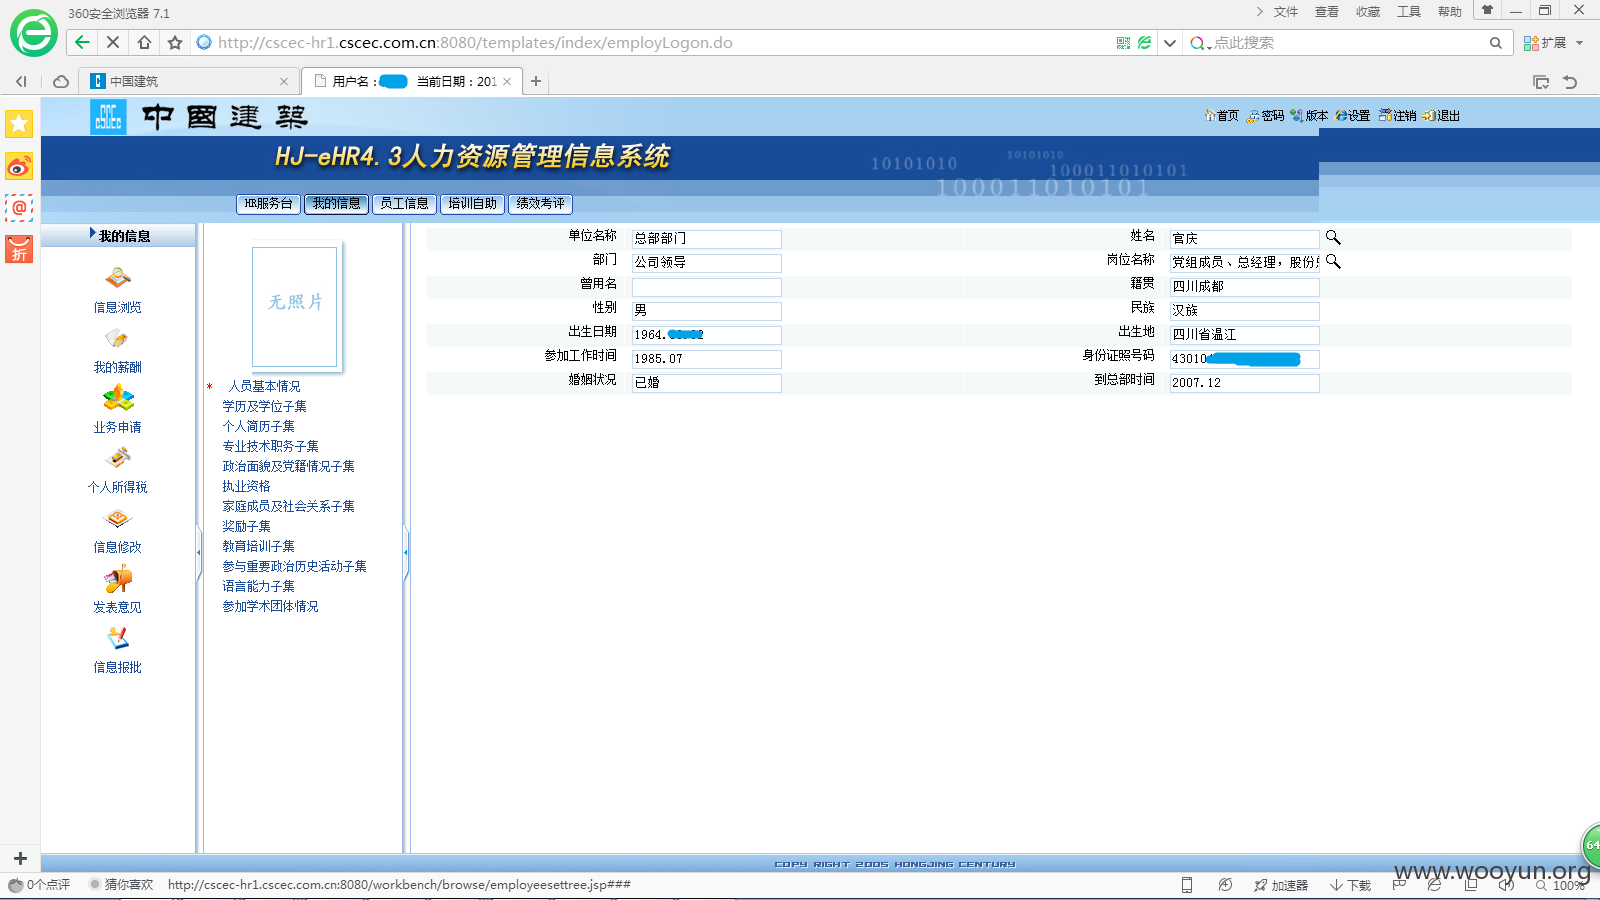 360安全浏览器 7.1
文件 查看 收藏 工具 帮助
http://cscec-hr1.cscec.com.cn:8080/templates/index/employLogon.do
点此搜索
扩展
中国建筑
用户名： 当前日期：201
中國建築
首页 密码 版本 设置 注销 退出
HJ-eHR4.3人力资源管理信息系统
10101010
10101010
100011010101
100011010101
HR服务台 我的信息 员工信息 培训自助 绩效考评
我的信息
信息浏览
我的薪酬
业务申请
个人所得税
信息修改
发表意见
信息报批
无照片
* 人员基本情况
学历及学位子集
个人简历子集
专业技术职务子集
政治面貌及党籍情况子集
执业资格
家庭成员及社会关系子集
奖励子集
教育培训子集
参与重要政治历史活动子集
语言能力子集
参加学术团体情况
单位名称 总部部门 姓名 官庆
部门 公司领导 岗位名称 党组成员、总经理，股份
曾用名 籍贯 四川成都
性别 男 民族 汉族
出生日期 1964. 出生地 四川省温江
参加工作时间 1985.07 身份证照号码 43010
婚姻状况 已婚 到总部时间 2007.12
COPY RIGHT 2005 HONGJING CENTURY
64
www.wooyun.org
0个点评 猜你喜欢 http://cscec-hr1.cscec.com.cn:8080/workbench/browse/employeesettree.jsp### 加速器 下载 100%